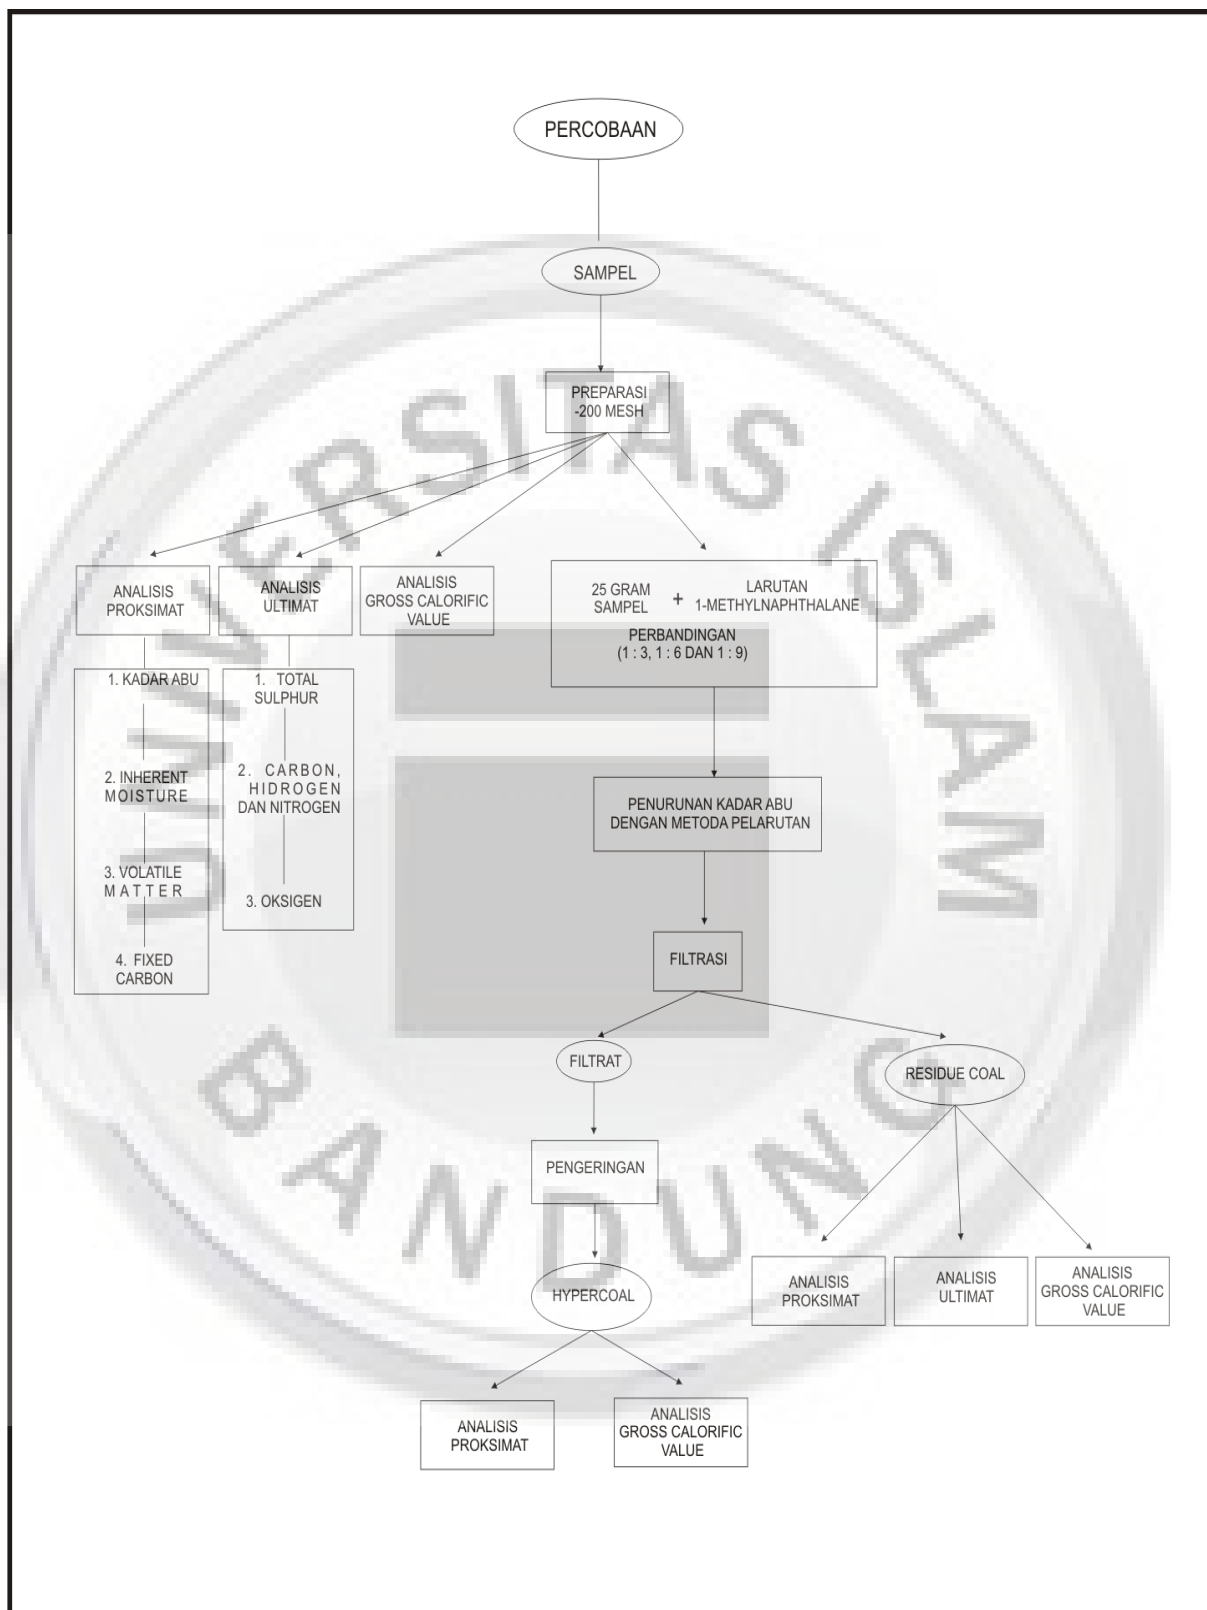 PERCOBAAN
SAMPEL
PREPARASI
-200 MESH
ANALISIS
PROKSIMAT
ANALISIS
ULTIMAT
ANALISIS
GROSS CALORIFIC
VALUE
25 GRAM
SAMPEL
+
LARUTAN
1-METHYLNAPHTHALANE
PERBANDINGAN
(1 : 3, 1 : 6 DAN 1 : 9)
1. KADAR ABU
2. INHERENT
MOISTURE
3. VOLATILE
MATTER
4. FIXED
CARBON
1. TOTAL
SULPHUR
2. CARBON,
HIDROGEN
DAN NITROGEN
3. OKSIGEN
PENURUNAN KADAR ABU
DENGAN METODA PELARUTAN
FILTRASI
FILTRAT
RESIDUE COAL
PENGERINGAN
HYPERCOAL
ANALISIS
PROKSIMAT
ANALISIS
ULTIMAT
ANALISIS
GROSS CALORIFIC
VALUE
ANALISIS
PROKSIMAT
ANALISIS
GROSS CALORIFIC
VALUE
UNIVERSITAS ISLAM
BANDUNG